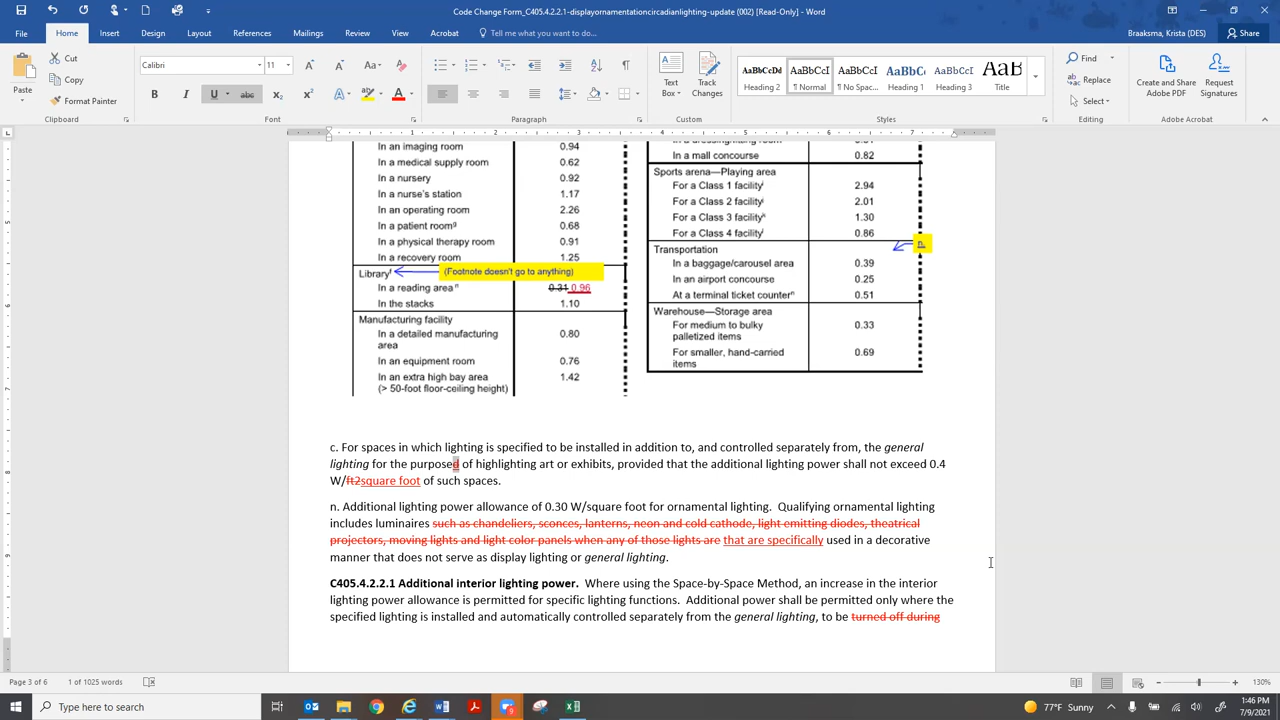 Code Change C405.4.2.2.1-displayornamentationcircadianlighting-update (002) [Read-Only] - Word
Braaksma, Krista (DES)
File Home Insert Design Layout References Mailings Review View Acrobat Tell me what you want to do... Share
Cut
Copy
Format Painter
Paste
Calibri 11
Text Box
Track Changes
AaBbCcDd AaBbCcI AaBbCcI AaBbC AaBbCcD AaB
Heading 2 ¶ Normal ¶ No Spac... Heading 1 Heading 3 Title
Find
Replace
Select
Create and Share Adobe PDF
Request Signatures
Clipboard Font Paragraph Custom Styles Editing Adobe Acrobat
In an imaging room 0.94
In a medical supply room 0.62
In a nursery 0.92
In a nurse's station 1.17
In an operating room 2.26
In a patient roomᵍ 0.68
In a physical therapy room 0.91
In a recovery room 1.25
Libraryᶠ (Footnote doesn't go to anything)
In a reading area ⁿ 0.31 0.96
In the stacks 1.10
Manufacturing facility
In a detailed manufacturing 0.80
area
In an equipment room 0.76
In an extra high bay area 1.42
(> 50-foot floor-ceiling height)
In a mall concourse 0.82
Sports arena—Playing area
For a Class 1 facility 2.94
For a Class 2 facility 2.01
For a Class 3 facility 1.30
For a Class 4 facility 0.86
Transportation
In a baggage/carousel area 0.39
In an airport concourse 0.25
At a terminal ticket counterⁿ 0.51
Warehouse—Storage area
For medium to bulky 0.33
palletized items
For smaller, hand-carried 0.69
items
c. For spaces in which lighting is specified to be installed in addition to, and controlled separately from, the general
lighting for the purposed of highlighting art or exhibits, provided that the additional lighting power shall not exceed 0.4
W/ft2square foot of such spaces.
n. Additional lighting power allowance of 0.30 W/square foot for ornamental lighting. Qualifying ornamental lighting
includes luminaires such as chandeliers, sconces, lanterns, neon and cold cathode, light emitting diodes, theatrical
projectors, moving lights and light color panels when any of those lights are that are specifically used in a decorative
manner that does not serve as display lighting or general lighting.
C405.4.2.2.1 Additional interior lighting power. Where using the Space-by-Space Method, an increase in the interior
lighting power allowance is permitted for specific lighting functions. Additional power shall be permitted only where the
specified lighting is installed and automatically controlled separately from the general lighting, to be turned off during
Page 3 of 6 1 of 1025 words 130%
Type here to search
77°F Sunny
1:46 PM
7/9/2021